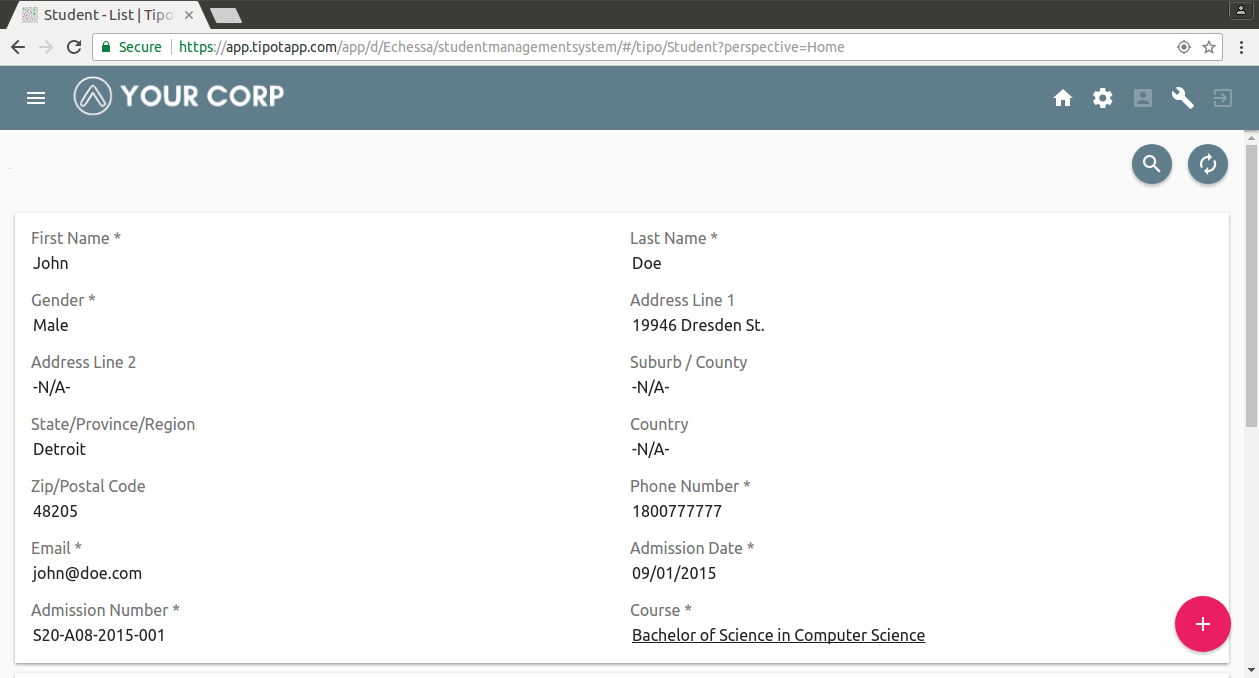 Student - List | Tipo
Secure https://app.tipotapp.com/app/d/Echessa/studentmanagementsystem/#/tipo/Student?perspective=Home
YOUR CORP
First Name * Last Name *
John Doe
Gender * Address Line 1
Male 19946 Dresden St.
Address Line 2 Suburb / County
-N/A- -N/A-
State/Province/Region Country
Detroit -N/A-
Zip/Postal Code Phone Number *
48205 1800777777
Email * Admission Date *
john@doe.com 09/01/2015
Admission Number * Course *
S20-A08-2015-001 Bachelor of Science in Computer Science